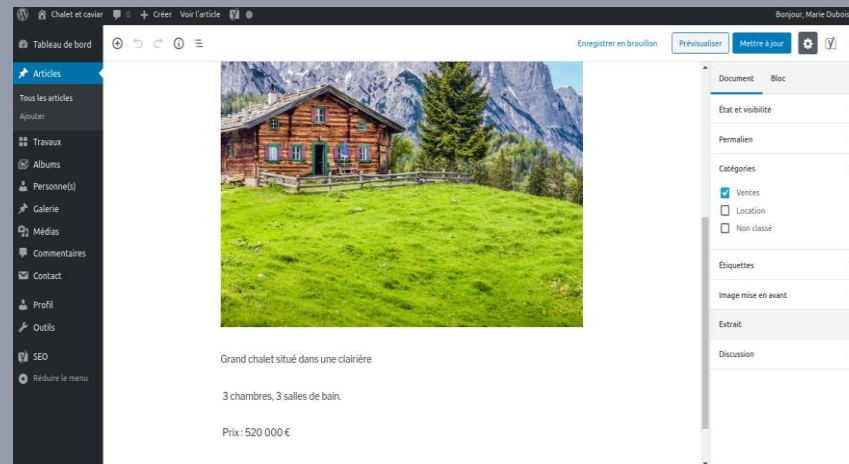 Chalet et caviar 0 + Créer Voir l'article Bonjour, Marie Dubois
Tableau de bord
Enregistrer en brouillon Prévisualiser Mettre à jour
Articles
Tous les articles
Ajouter
Travaux
Albums
Personne(s)
Galerie
Médias
Commentaires
Contact
Profil
Outils
SEO
Réduire le menu
Grand chalet situé dans une clairière
3 chambres, 3 salles de bain.
Prix : 520 000 €
Document Bloc
État et visibilité
Permalien
Catégories
Ventes
Location
Non classé
Étiquettes
Image mise en avant
Extrait
Discussion